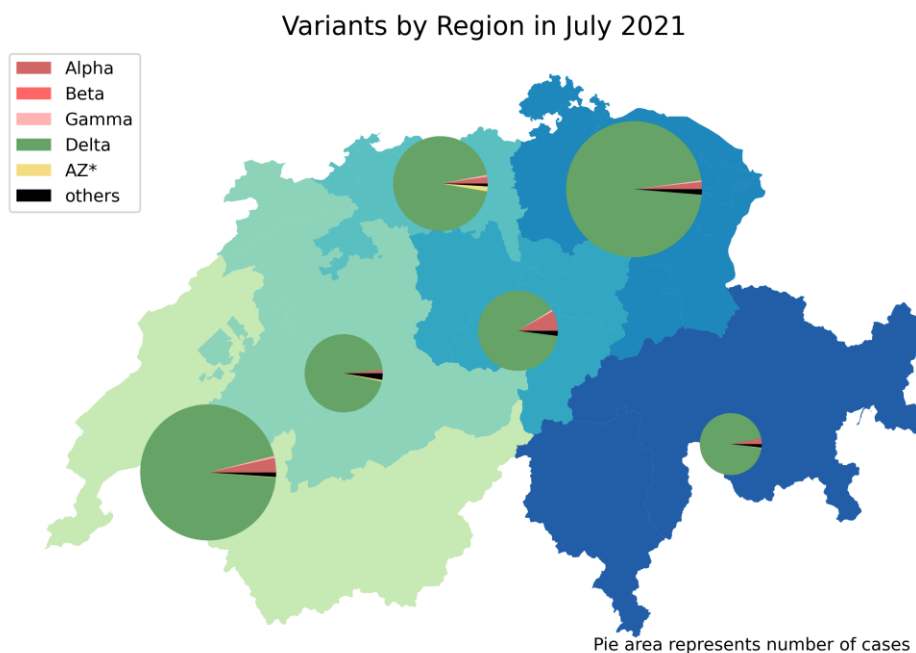 Variants by Region in July 2021
Alpha
Beta
Gamma
Delta
AZ*
others
Pie area represents number of cases